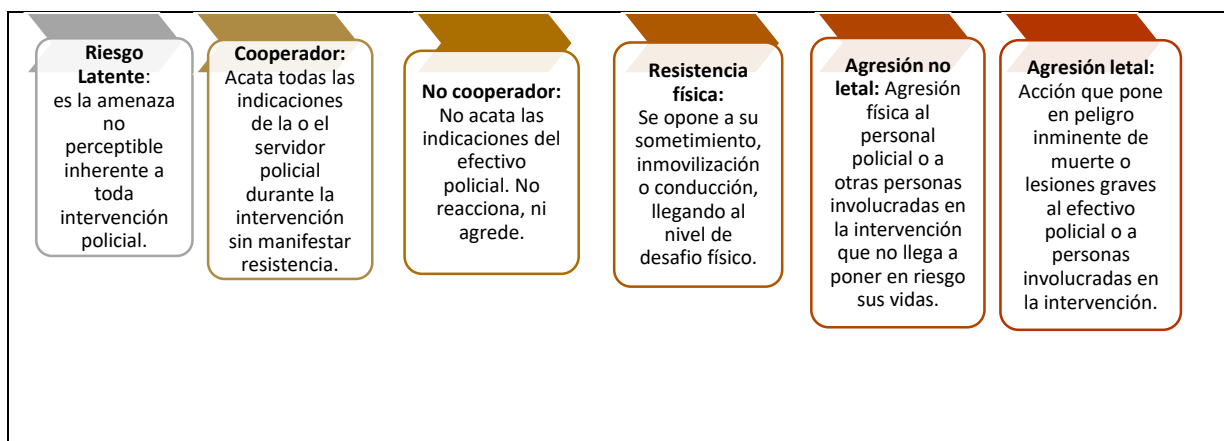 Riesgo
Latente:
es la amenaza
no
perceptible
inherente a
toda
intervención
policial.
Cooperador:
Acata todas las
indicaciones
de la o el
servidor
policial
durante la
intervención
sin manifestar
resistencia.
No cooperador:
No acata las
indicaciones del
efectivo
policial. No
reacciona, ni
agrede.
Resistencia
física:
Se opone a su
sometimiento,
inmovilización
o conducción,
llegando al
nivel de
desafio físico.
Agresión no
letal: Agresión
física al
personal
policial o a
otras personas
involucradas en
la intervención
que no llega a
poner en riesgo
sus vidas.
Agresión letal:
Acción que pone
en peligro
inminente de
muerte o
lesiones graves
al efectivo
policial o a
personas
involucradas en
la intervención.